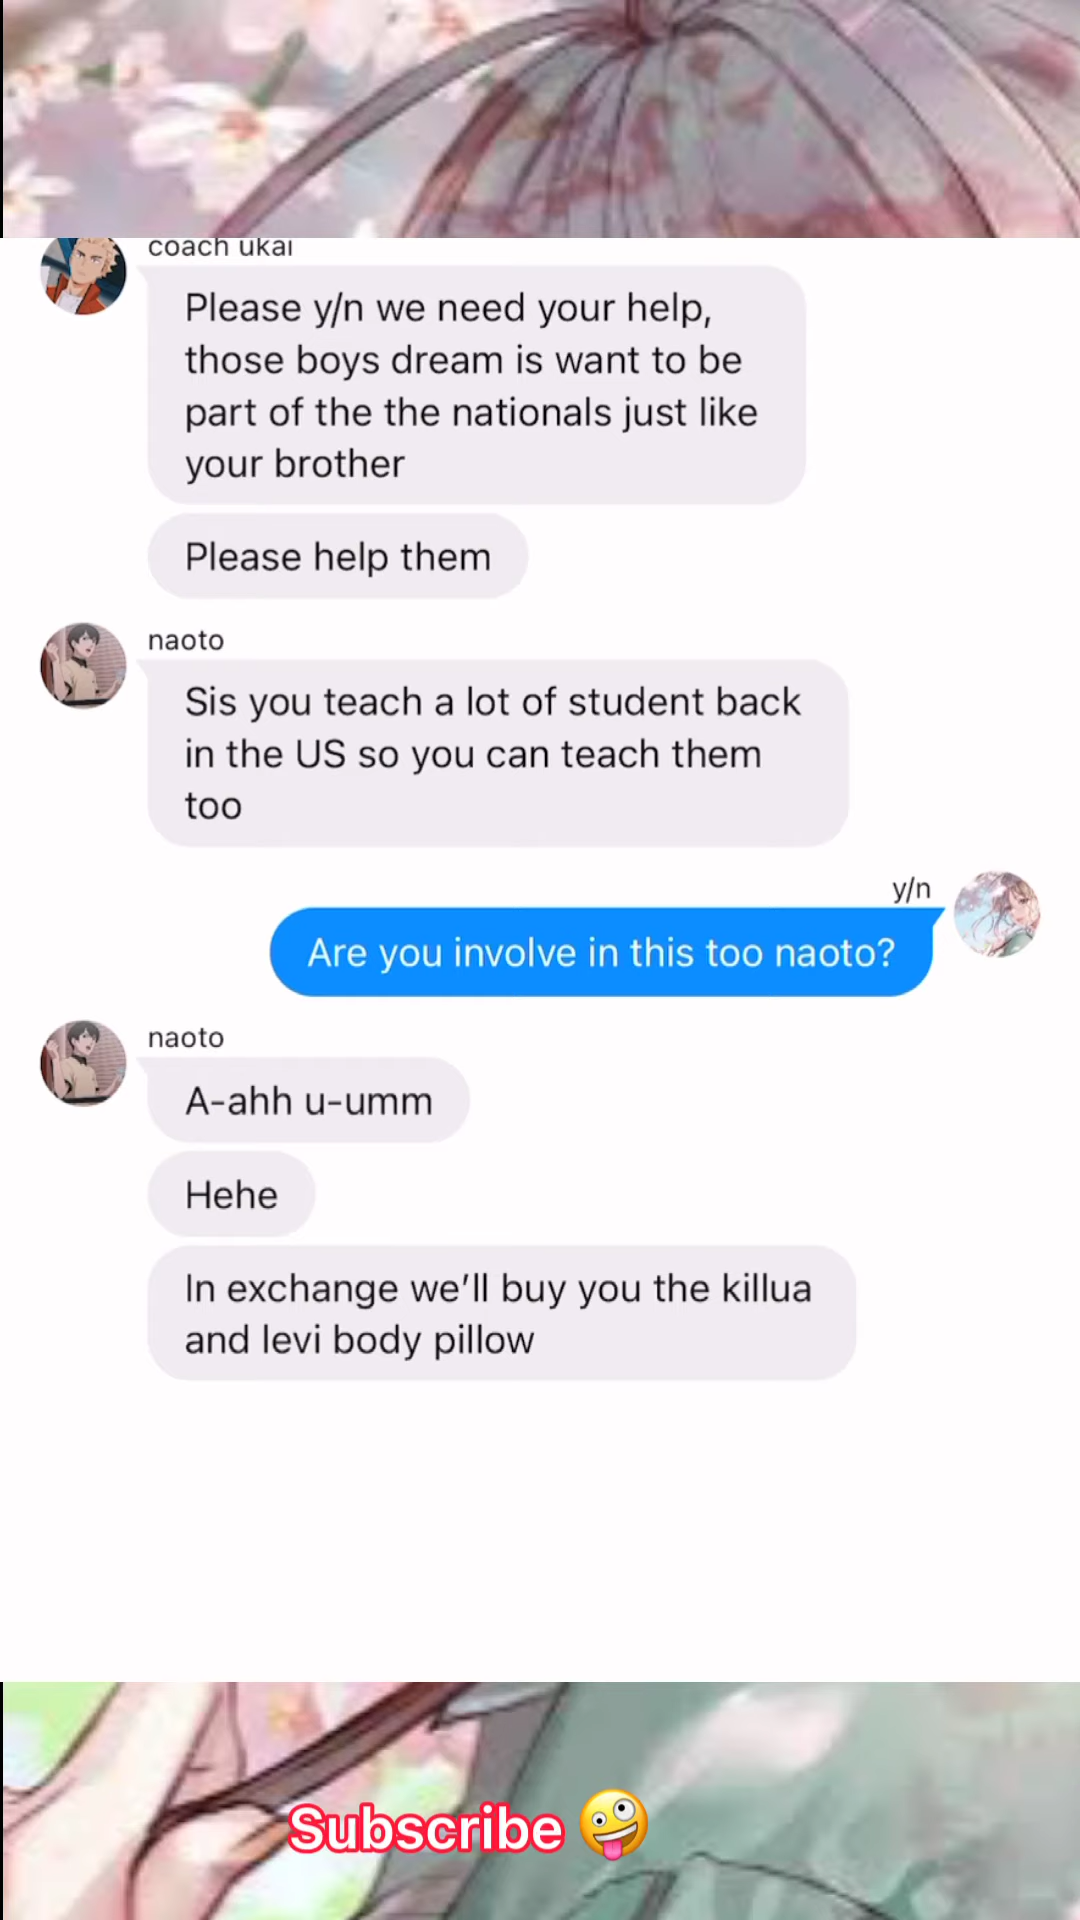 coach ukai
Please y/n we need your help,
those boys dream is want to be
part of the the nationals just like
your brother
Please help them
naoto
Sis you teach a lot of student back
in the US so you can teach them
too
y/n
Are you involve in this too naoto?
naoto
A-ahh u-umm
Hehe
In exchange we’ll buy you the killua
and levi body pillow
Subscribe 🤪